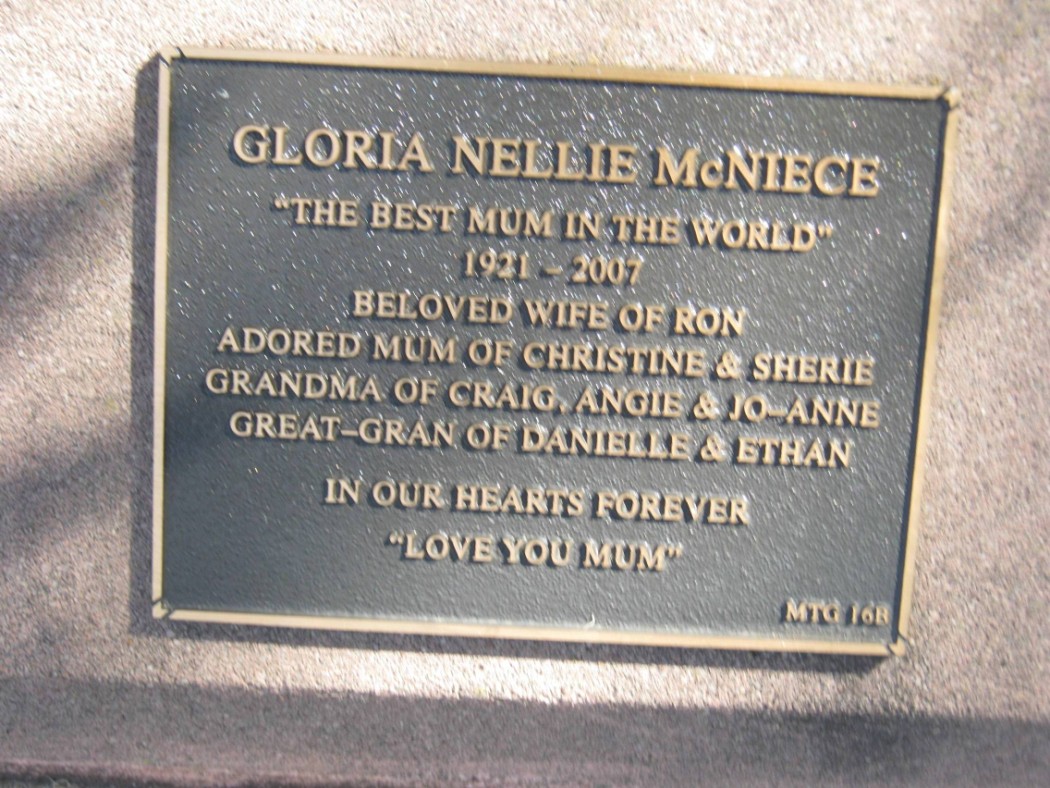 GLORIA NELLIE McNIECE
"THE BEST MUM IN THE WORLD"
1921 – 2007
BELOVED WIFE OF RON
ADORED MUM OF CHRISTINE & SHERIE
GRANDMA OF CRAIG, ANGIE & JO–ANNE
GREAT–GRAN OF DANIELLE & ETHAN
IN OUR HEARTS FOREVER
"LOVE YOU MUM"
MTG 16B